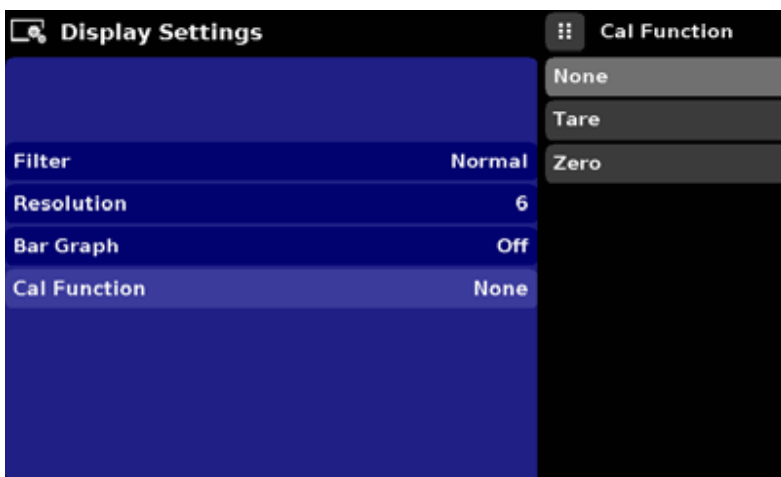 Display Settings
Filter Normal
Resolution 6
Bar Graph Off
Cal Function None
Cal Function
None
Tare
Zero